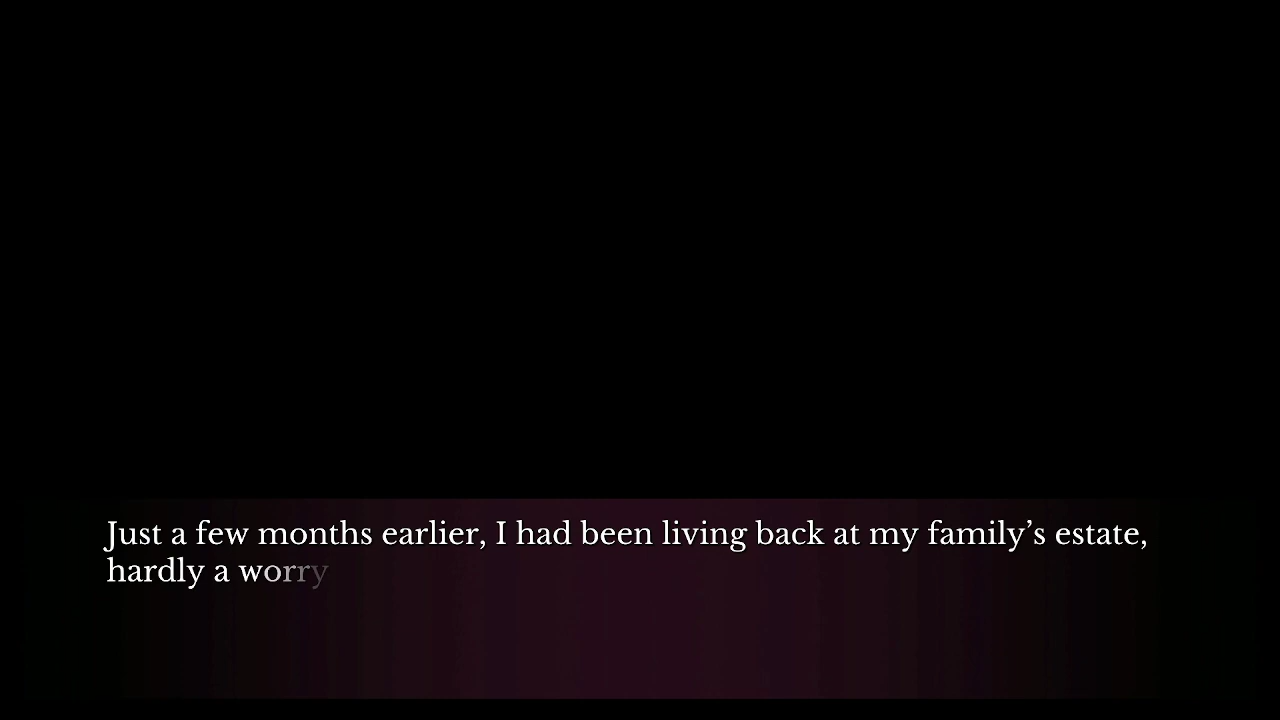 Just a few months earlier, I had been living back at my family’s estate,
hardly a worry